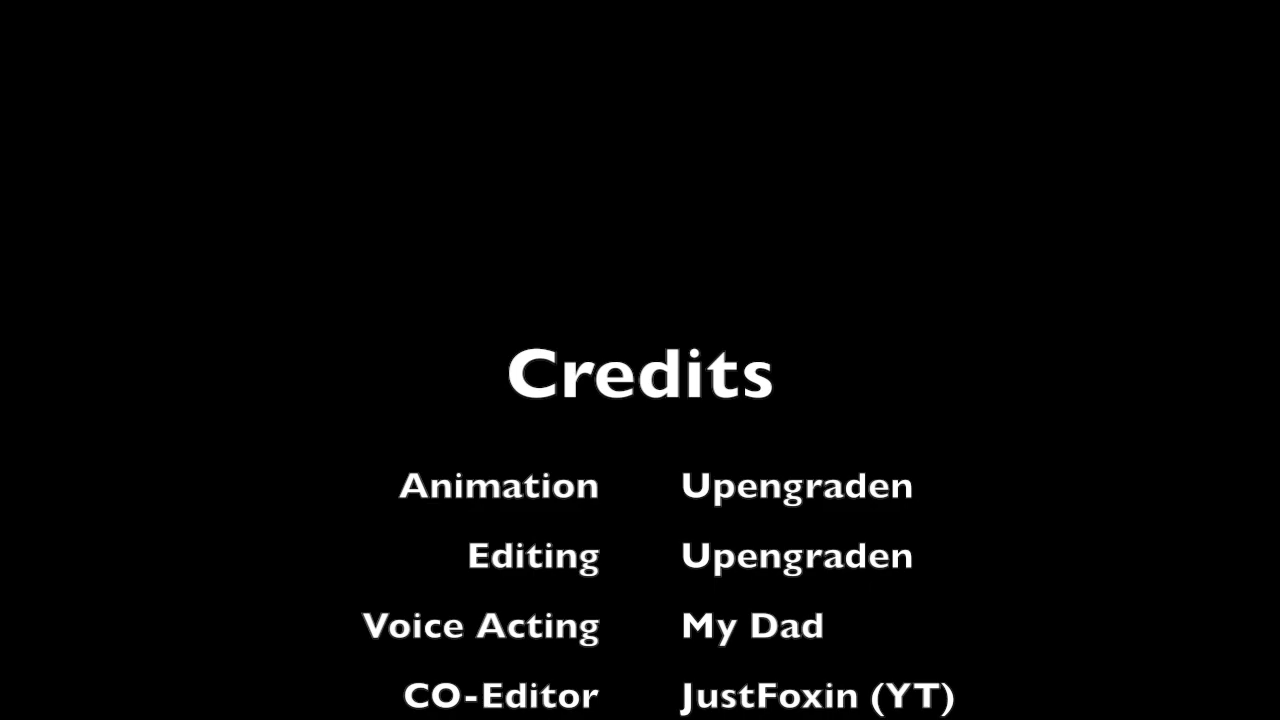 Credits
Animation Upengraden
Editing Upengraden
Voice Acting My Dad
CO-Editor JustFoxin (YT)